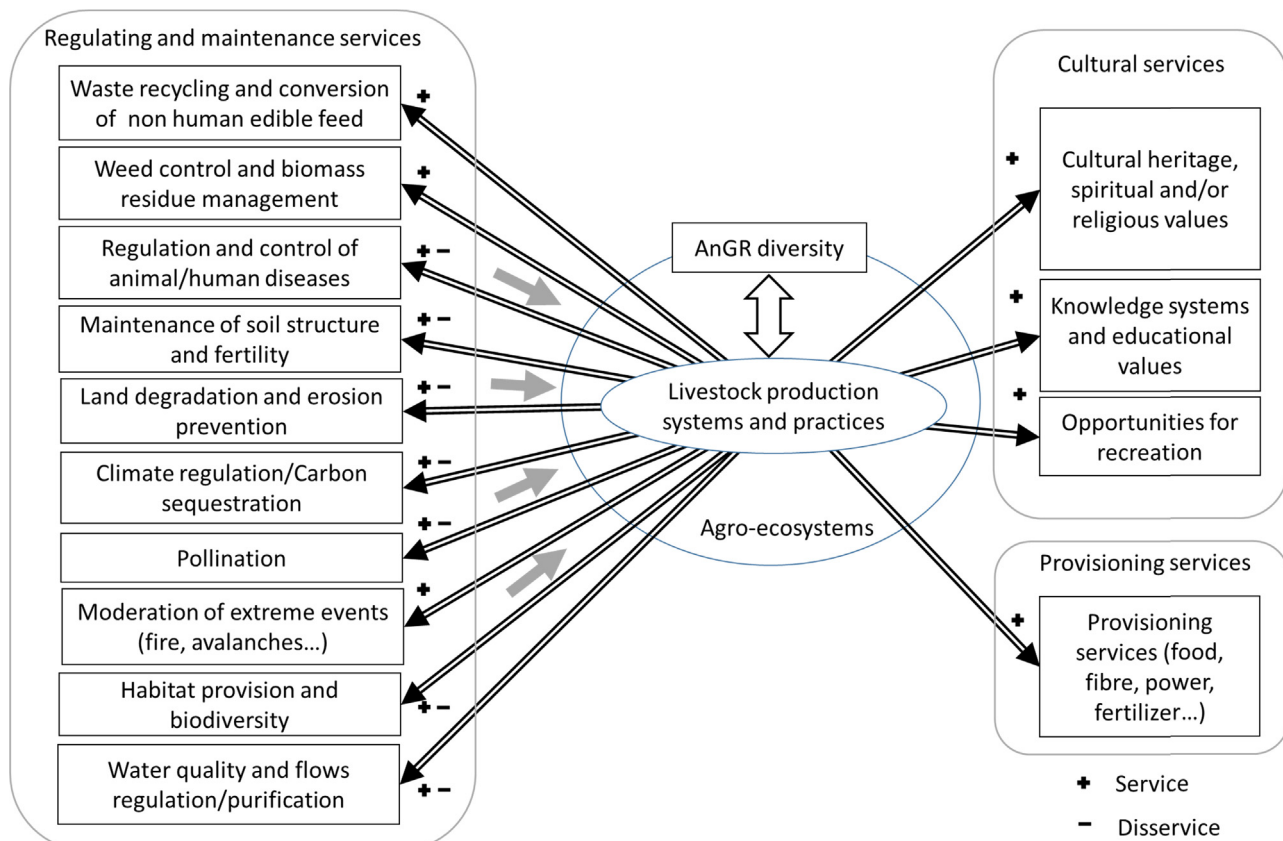 Regulating and maintenance services
Waste recycling and conversion
of non human edible feed
+
Weed control and biomass
residue management
+
Regulation and control of
animal/human diseases
+ −
Maintenance of soil structure
and fertility
+ −
Land degradation and erosion
prevention
+ −
Climate regulation/Carbon
sequestration
+ −
Pollination
+ −
Moderation of extreme events
(fire, avalanches…)
+
Habitat provision and
biodiversity
+ −
Water quality and flows
regulation/purification
+ −
AnGR diversity
Livestock production
systems and practices
Agro-ecosystems
Cultural services
+
Cultural heritage,
spiritual and/or
religious values
+
Knowledge systems
and educational
values
+
Opportunities for
recreation
Provisioning services
+
Provisioning
services (food,
fibre, power,
fertilizer…)
+ Service
− Disservice